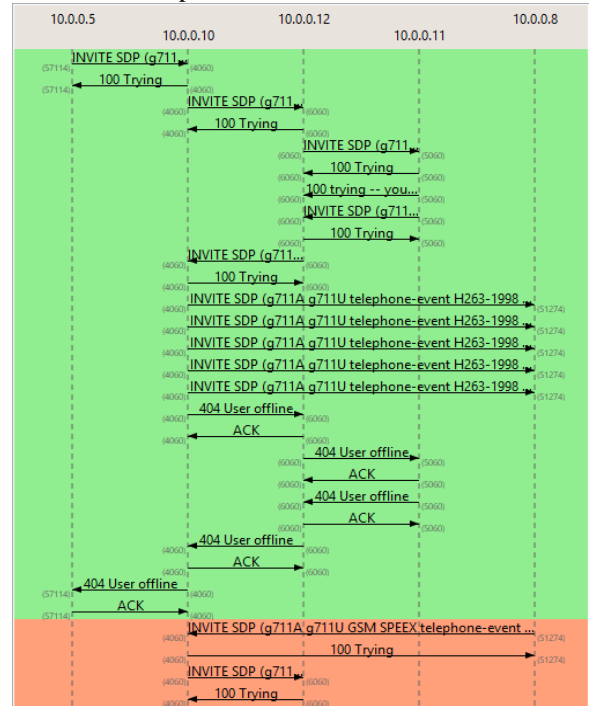 10.0.0.5 10.0.0.12 10.0.0.8
10.0.0.10 10.0.0.11
INVITE SDP (g711...
(57114) (4060)
100 Trying
(57114) (4060)
INVITE SDP (g711...
(4060) (6060)
100 Trying
(4060) (6060)
INVITE SDP (g711...
(6060) (5060)
100 Trying
(6060) (5060)
100 trying -- you...
(6060) (5060)
INVITE SDP (g711...
(6060) (5060)
100 Trying
(6060) (5060)
INVITE SDP (g711...
(4060) (6060)
100 Trying
(4060) (6060)
INVITE SDP (g711A g711U telephone-event H263-1998 ...
(4060) (51274)
INVITE SDP (g711A g711U telephone-event H263-1998 ...
(4060) (51274)
INVITE SDP (g711A g711U telephone-event H263-1998 ...
(4060) (51274)
INVITE SDP (g711A g711U telephone-event H263-1998 ...
(4060) (51274)
INVITE SDP (g711A g711U telephone-event H263-1998 ...
(4060) (51274)
404 User offline
(4060) (6060)
ACK
(4060) (6060)
404 User offline
(6060) (5060)
ACK
(6060) (5060)
404 User offline
(6060) (5060)
ACK
(6060) (5060)
404 User offline
(4060) (6060)
ACK
(4060) (6060)
404 User offline
(57114) (4060)
ACK
(57114) (4060)
INVITE SDP (g711A g711U GSM SPEEX telephone-event ...
(4060) (51274)
100 Trying
(4060) (51274)
INVITE SDP (g711...
(4060) (6060)
100 Trying
(4060) (6060)